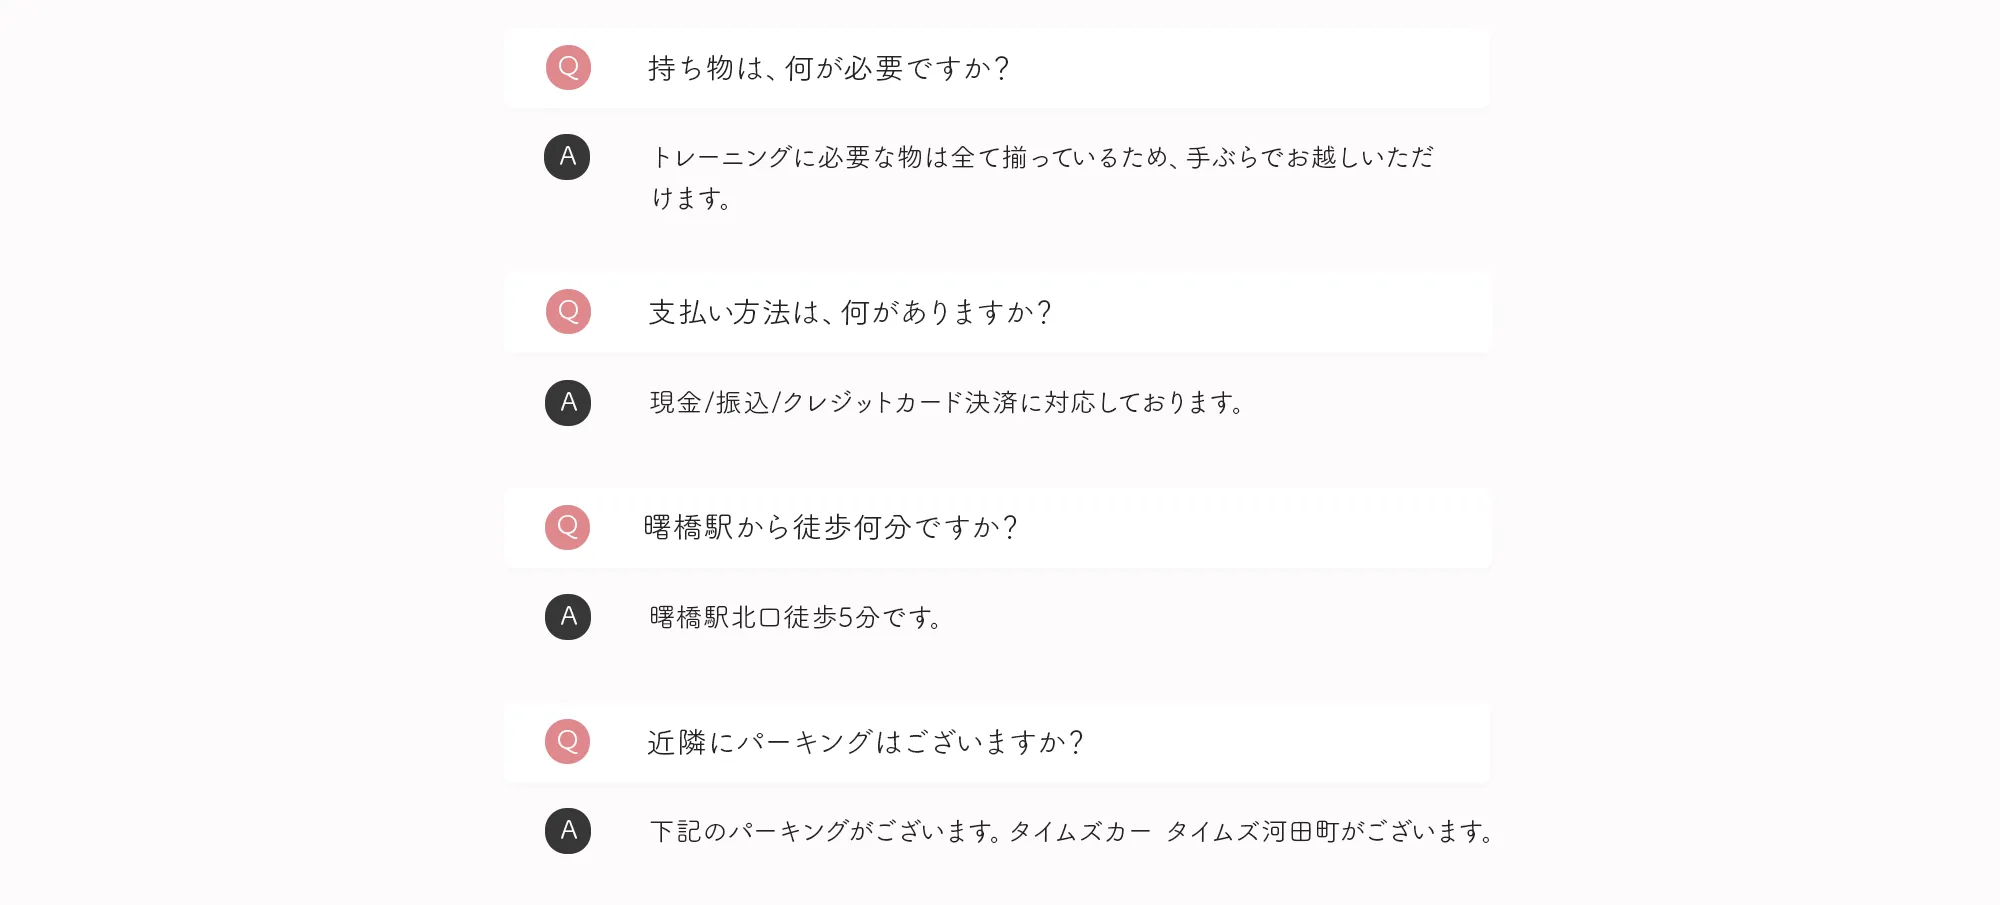 Q 持ち物は、何が必要ですか？
A トレーニングに必要な物は全て揃っているため、手ぶらでお越しいただ
けます。
Q 支払い方法は、何がありますか？
A 現金/振込/クレジットカード決済に対応しております。
Q 曙橋駅から徒歩何分ですか？
A 曙橋駅北口徒歩5分です。
Q 近隣にパーキングはございますか？
A 下記のパーキングがございます。タイムズカー タイムズ河田町がございます。